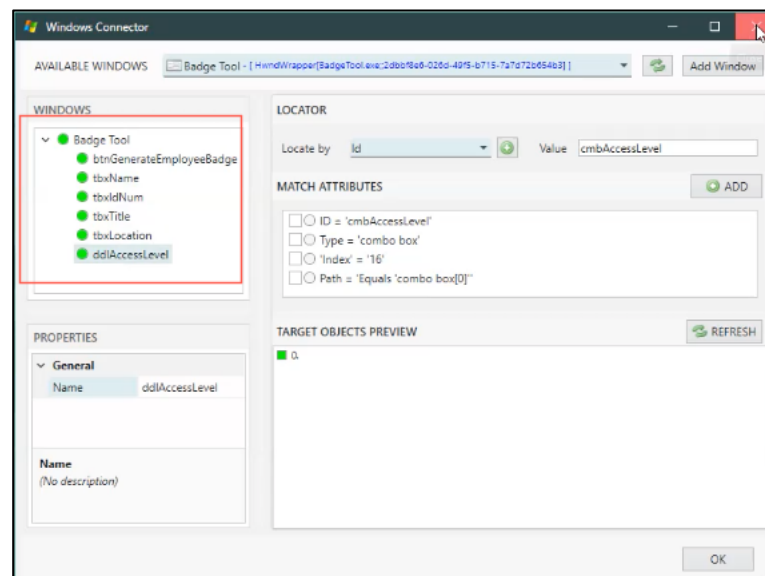 Windows Connector
AVAILABLE WINDOWS Badge Tool - [ HwndWrapper[BadgeTool.exe;;2dbbf8e6-026d-49f5-b715-7a7d72b654b3] ] Add Window
WINDOWS
Badge Tool
btnGenerateEmployeeBadge
tbxName
tbxIdNum
tbxTitle
tbxLocation
ddlAccessLevel
LOCATOR
Locate by Id Value cmbAccessLevel
MATCH ATTRIBUTES ADD
ID = 'cmbAccessLevel'
Type = 'combo box'
'Index' = '16'
Path = 'Equals 'combo box[0]''
PROPERTIES
General
Name ddlAccessLevel
Name
(No description)
TARGET OBJECTS PREVIEW REFRESH
0.
OK